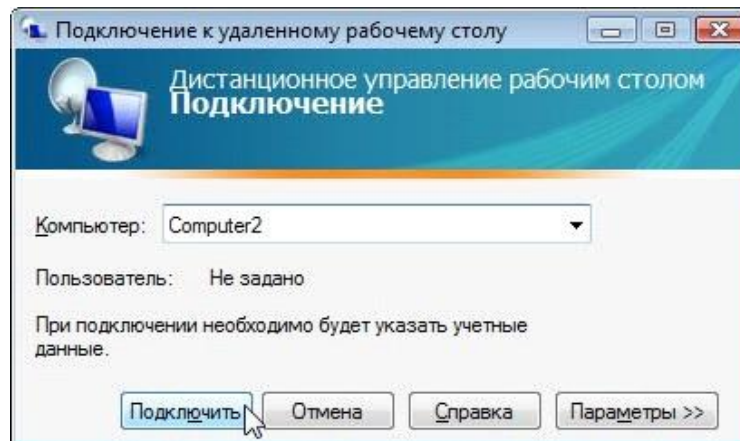 Подключение к удаленному рабочему столу
Дистанционное управление рабочим столом
Подключение
Компьютер: Computer2
Пользователь: Не задано
При подключении необходимо будет указать учетные
данные.
Подключить Отмена Справка Параметры >>